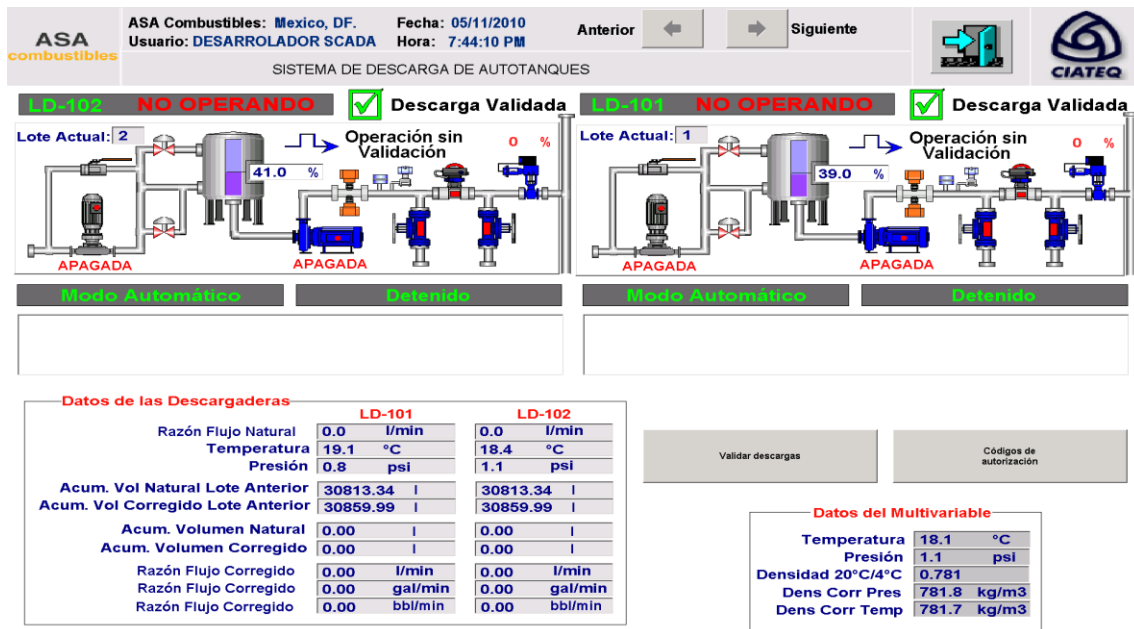 ASA
combustibles
ASA Combustibles: Mexico, DF. Fecha: 05/11/2010
Usuario: DESARROLADOR SCADA Hora: 7:44:10 PM
Anterior Siguiente
SISTEMA DE DESCARGA DE AUTOTANQUES
CIATEQ
LD-102 NO OPERANDO Descarga Validada
Lote Actual: 2
Operación sin
Validación
0 %
41.0 %
APAGADA APAGADA
Modo Automático Detenido
LD-101 NO OPERANDO Descarga Validada
Lote Actual: 1
Operación sin
Validación
0 %
39.0 %
APAGADA APAGADA
Modo Automático Detenido
Datos de las Descargaderas
LD-101 LD-102
Razón Flujo Natural 0.0 l/min 0.0 l/min
Temperatura 19.1 °C 18.4 °C
Presión 0.8 psi 1.1 psi
Acum. Vol Natural Lote Anterior 30813.34 l 30813.34 l
Acum. Vol Corregido Lote Anterior 30859.99 l 30859.99 l
Acum. Volumen Natural 0.00 l 0.00 l
Acum. Volumen Corregido 0.00 l 0.00 l
Razón Flujo Corregido 0.00 l/min 0.00 l/min
Razón Flujo Corregido 0.00 gal/min 0.00 gal/min
Razón Flujo Corregido 0.00 bbl/min 0.00 bbl/min
Validar descargas
Códigos de
autorización
Datos del Multivariable
Temperatura 18.1 °C
Presión 1.1 psi
Densidad 20°C/4°C 0.781
Dens Corr Pres 781.8 kg/m3
Dens Corr Temp 781.7 kg/m3